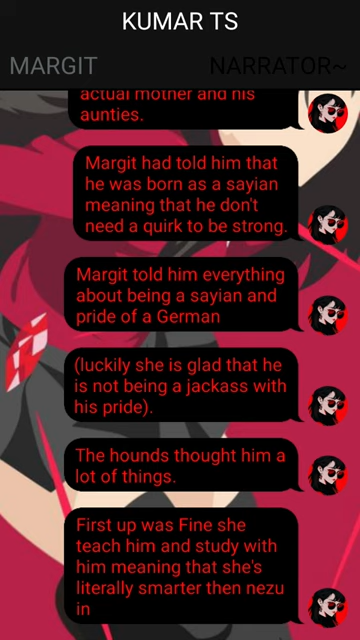 KUMAR TS
MARGIT
NARRATOR~
actual mother and his
aunties.
Margit had told him that
he was born as a sayian
meaning that he don't
need a quirk to be strong.
Margit told him everything
about being a sayian and
pride of a German
(luckily she is glad that he
is not being a jackass with
his pride).
The hounds thought him a
lot of things.
First up was Fine she
teach him and study with
him meaning that she's
literally smarter then nezu
in